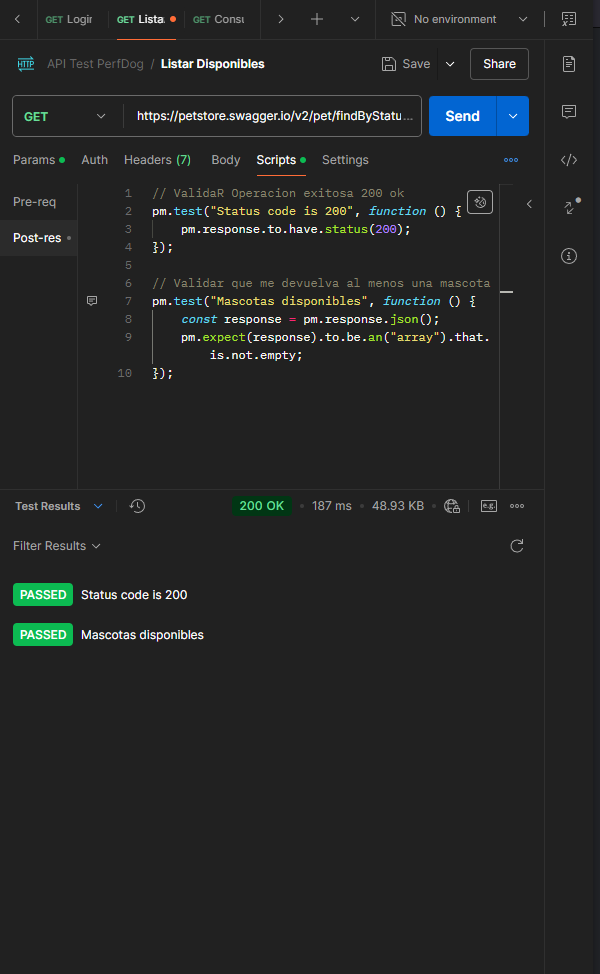 GET Login GET Lista GET Consu No environment
HTTP API Test PerfDog / Listar Disponibles Save Share
GET https://petstore.swagger.io/v2/pet/findByStatu... Send
Params Auth Headers (7) Body Scripts Settings
Pre-req
Post-res
1 // ValidaR Operacion exitosa 200 ok
2 pm.test("Status code is 200", function () {
3 pm.response.to.have.status(200);
4 });
5
6 // Validar que me devuelva al menos una mascota
7 pm.test("Mascotas disponibles", function () {
8 const response = pm.response.json();
9 pm.expect(response).to.be.an("array").that.
is.not.empty;
10 });
Test Results 200 OK 187 ms 48.93 KB e.g.
Filter Results
PASSED Status code is 200
PASSED Mascotas disponibles